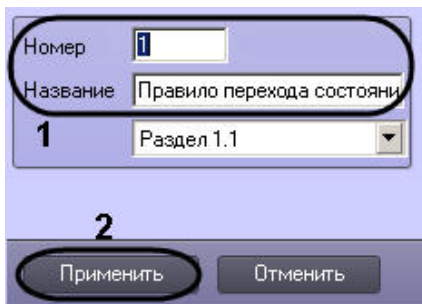 Номер 1
Название Правило перехода состояни
1 Раздел 1.1
2
Применить Отменить